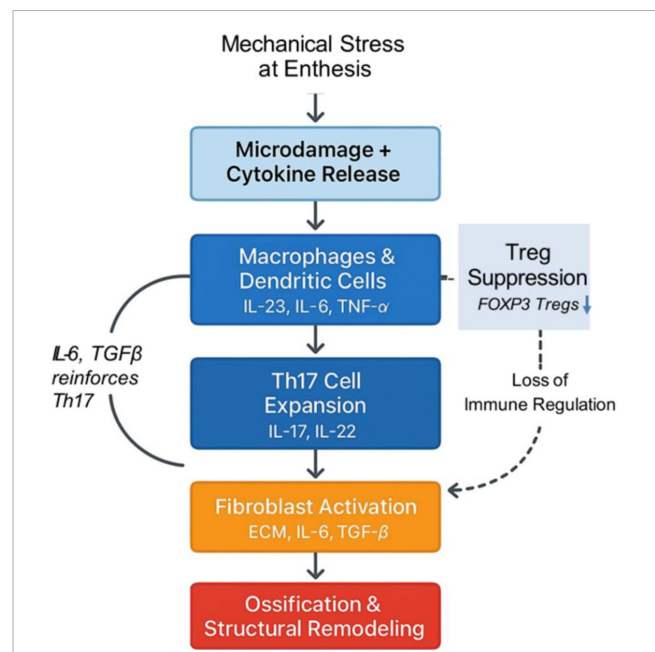 Mechanical Stress
at Enthesis
Microdamage +
Cytokine Release
Macrophages &
Dendritic Cells
IL-23, IL-6, TNF-α
Treg
Suppression
FOXP3 Tregs ↓
IL-6, TGFβ
reinforces
Th17
Th17 Cell
Expansion
IL-17, IL-22
Loss of
Immune Regulation
Fibroblast Activation
ECM, IL-6, TGF-β
Ossification &
Structural Remodeling